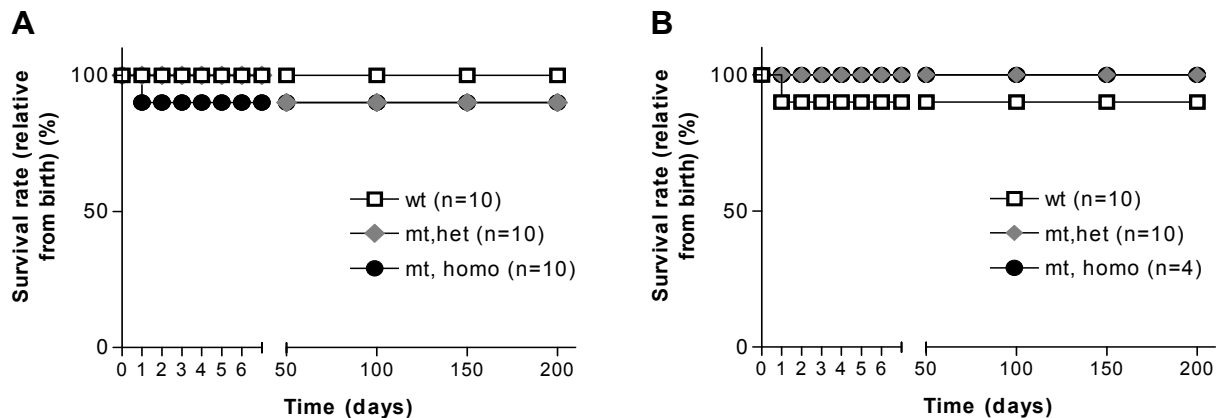 A
Survival rate (relative
from birth) (%)
100
50
0
wt (n=10)
mt,het (n=10)
mt, homo (n=10)
0 1 2 3 4 5 6 50 100 150 200
Time (days)
B
Survival rate (relative
from birth) (%)
100
50
0
wt (n=10)
mt,het (n=10)
mt, homo (n=4)
0 1 2 3 4 5 6 50 100 150 200
Time (days)